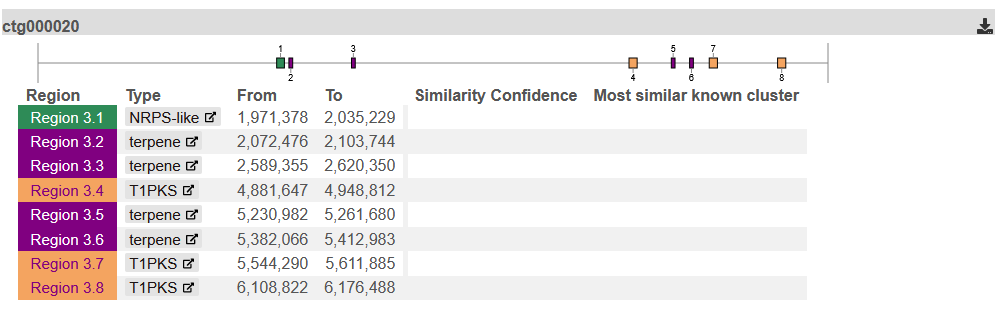 ctg000020
1 3 5 7
2 4 6 8
Region Type From To Similarity Confidence Most similar known cluster
Region 3.1 NRPS-like 1,971,378 2,035,229
Region 3.2 terpene 2,072,476 2,103,744
Region 3.3 terpene 2,589,355 2,620,350
Region 3.4 T1PKS 4,881,647 4,948,812
Region 3.5 terpene 5,230,982 5,261,680
Region 3.6 terpene 5,382,066 5,412,983
Region 3.7 T1PKS 5,544,290 5,611,885
Region 3.8 T1PKS 6,108,822 6,176,488